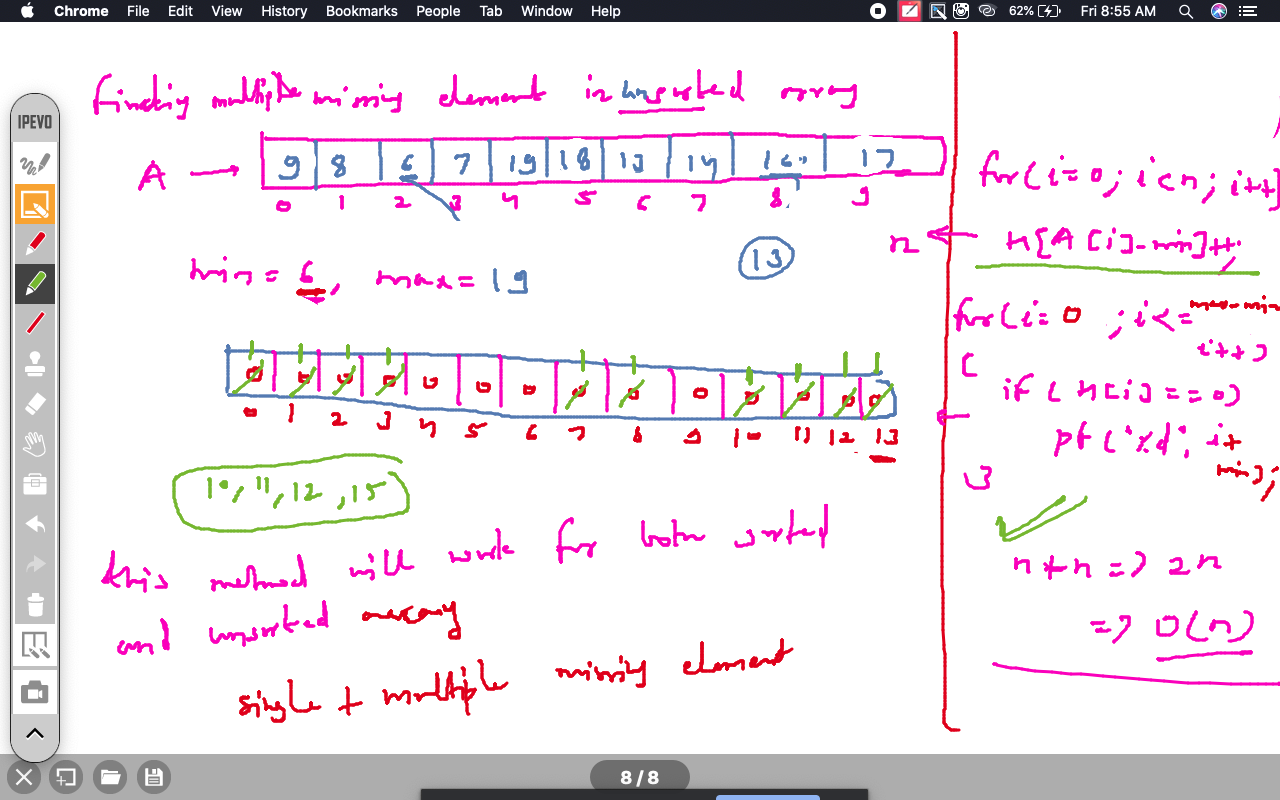 Chrome File Edit View History Bookmarks People Tab Window Help 62% Fri 8:55 AM
IPEVO
finding multiple missing element in unsorted array
A → 9 8 6 7 19 18 13 14 16 17
0 1 2 3 4 5 6 7 8 9
min = 6, max = 19
13
0 0 0 0 0 0 0 0 0 0 0 0 0 0
0 1 2 3 4 5 6 7 8 9 10 11 12 13
10, 11, 12, 15
this method will work for both sorted
and unsorted array
single + multiple missing element
for(i=0; i<n; i++)
n ← H[A[i]-min]++;
for(i=0 ; i<= max-min
i++)
{
if(H[i]==0)
pf("%d", i+
min);
}
n+n => 2n
=> O(n)
8 / 8